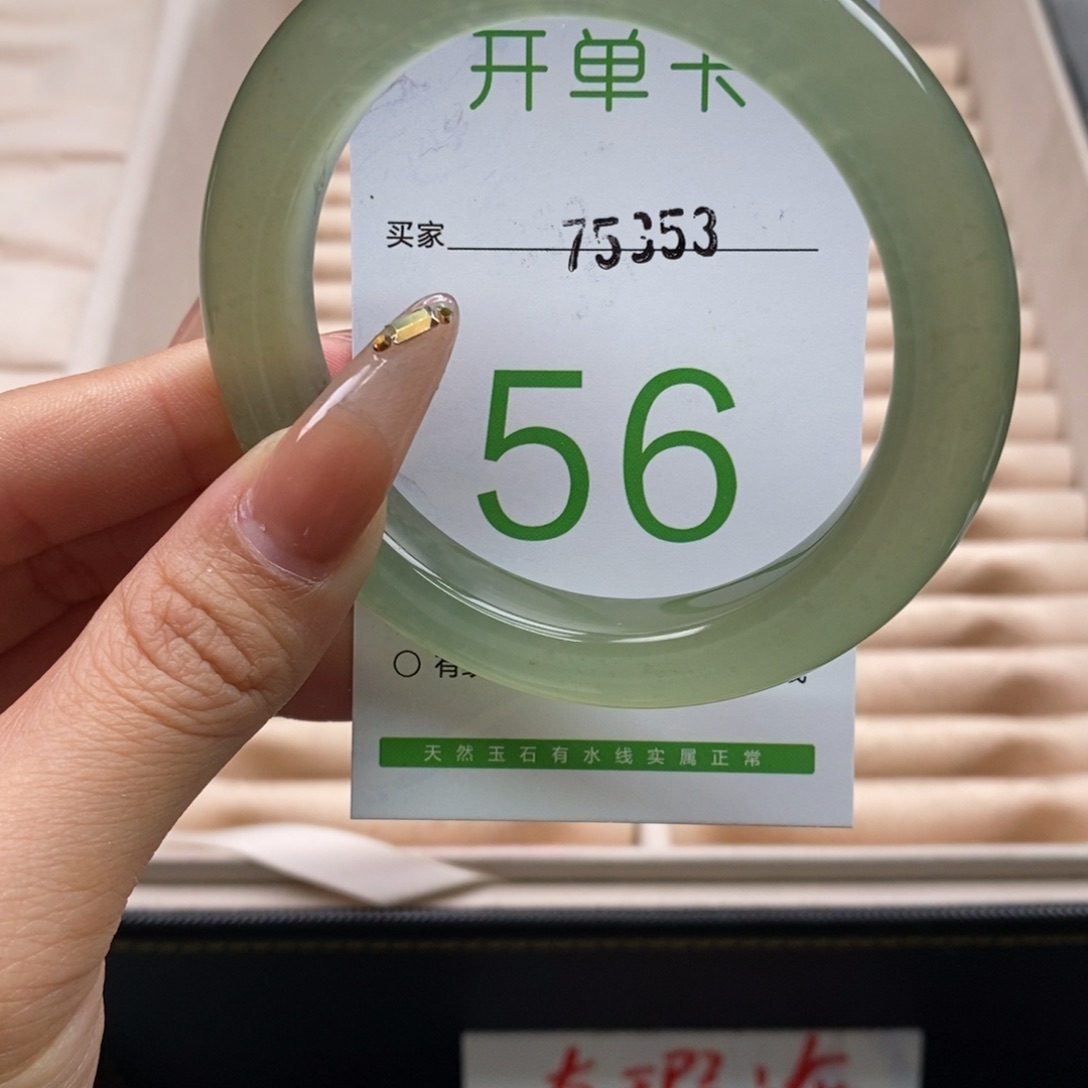 开单卡
买家 75353
56
天然玉石有水线实属正常